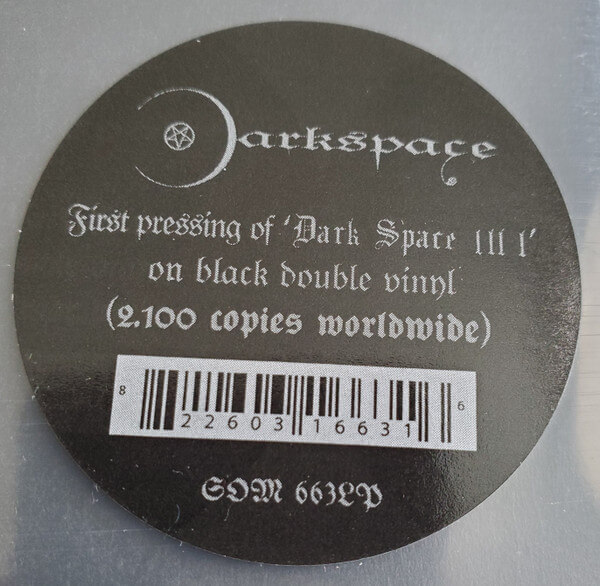 Darkspace
First pressing of 'Dark Space III I'
on black double vinyl
(2.100 copies worldwide)
8 22603 16631 6
SOM 663LP